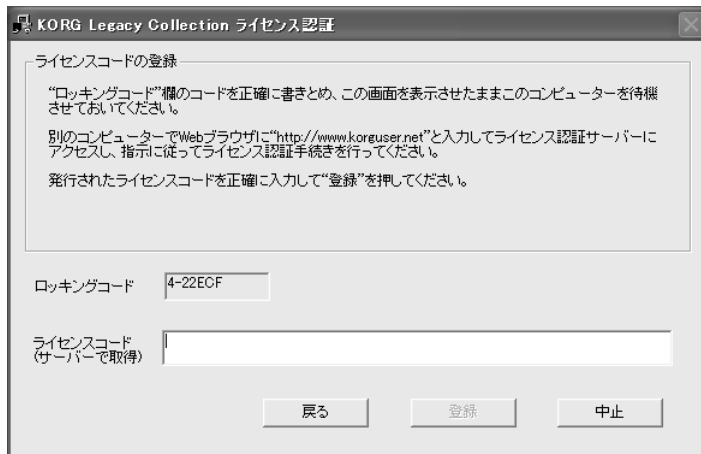 KORG Legacy Collection ライセンス認証
ライセンスコードの登録
“ロッキングコード”欄のコードを正確に書きとめ、この画面を表示させたままこのコンピューターを待機
させておいてください。
別のコンピューターでWebブラウザに“http://www.korguser.net”と入力してライセンス認証サーバーに
アクセスし、指示に従ってライセンス認証手続きを行ってください。
発行されたライセンスコードを正確に入力して“登録”を押してください。
ロッキングコード 4-22ECF
ライセンスコード
(サーバーで取得)
戻る 登録 中止